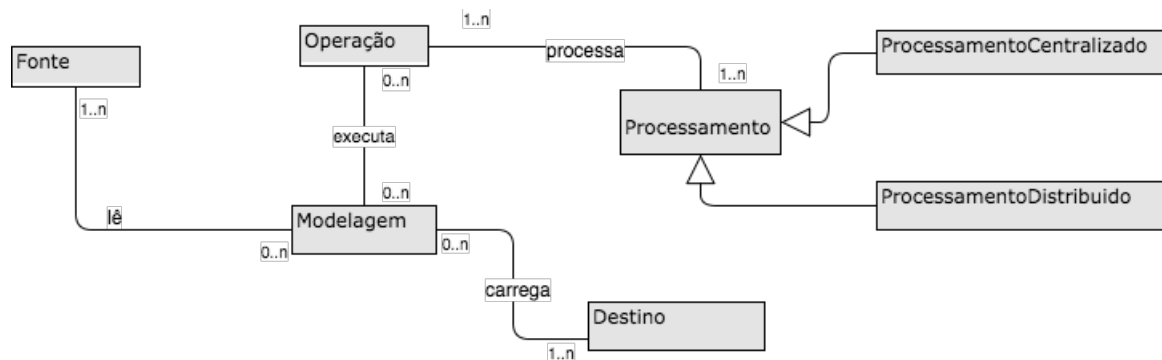 1..n
Operação
ProcessamentoCentralizado
Fonte
processa
0..n
1..n
1..n
Processamento
executa
0..n
ProcessamentoDistribuido
Modelagem
lê
0..n
0..n
carrega
Destino
1..n